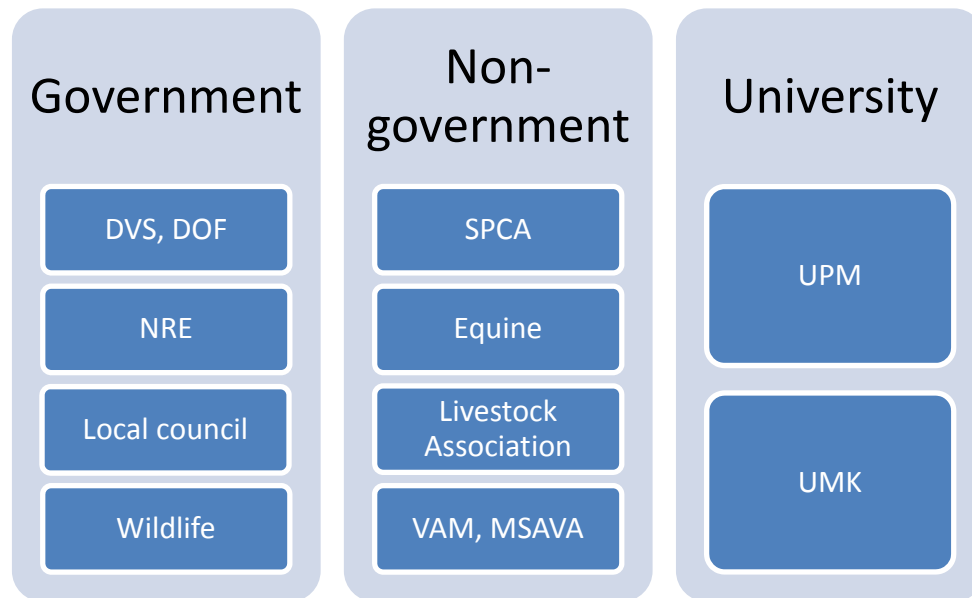 Government
DVS, DOF
NRE
Local council
Wildlife
Non-
government
SPCA
Equine
Livestock
Association
VAM, MSAVA
University
UPM
UMK